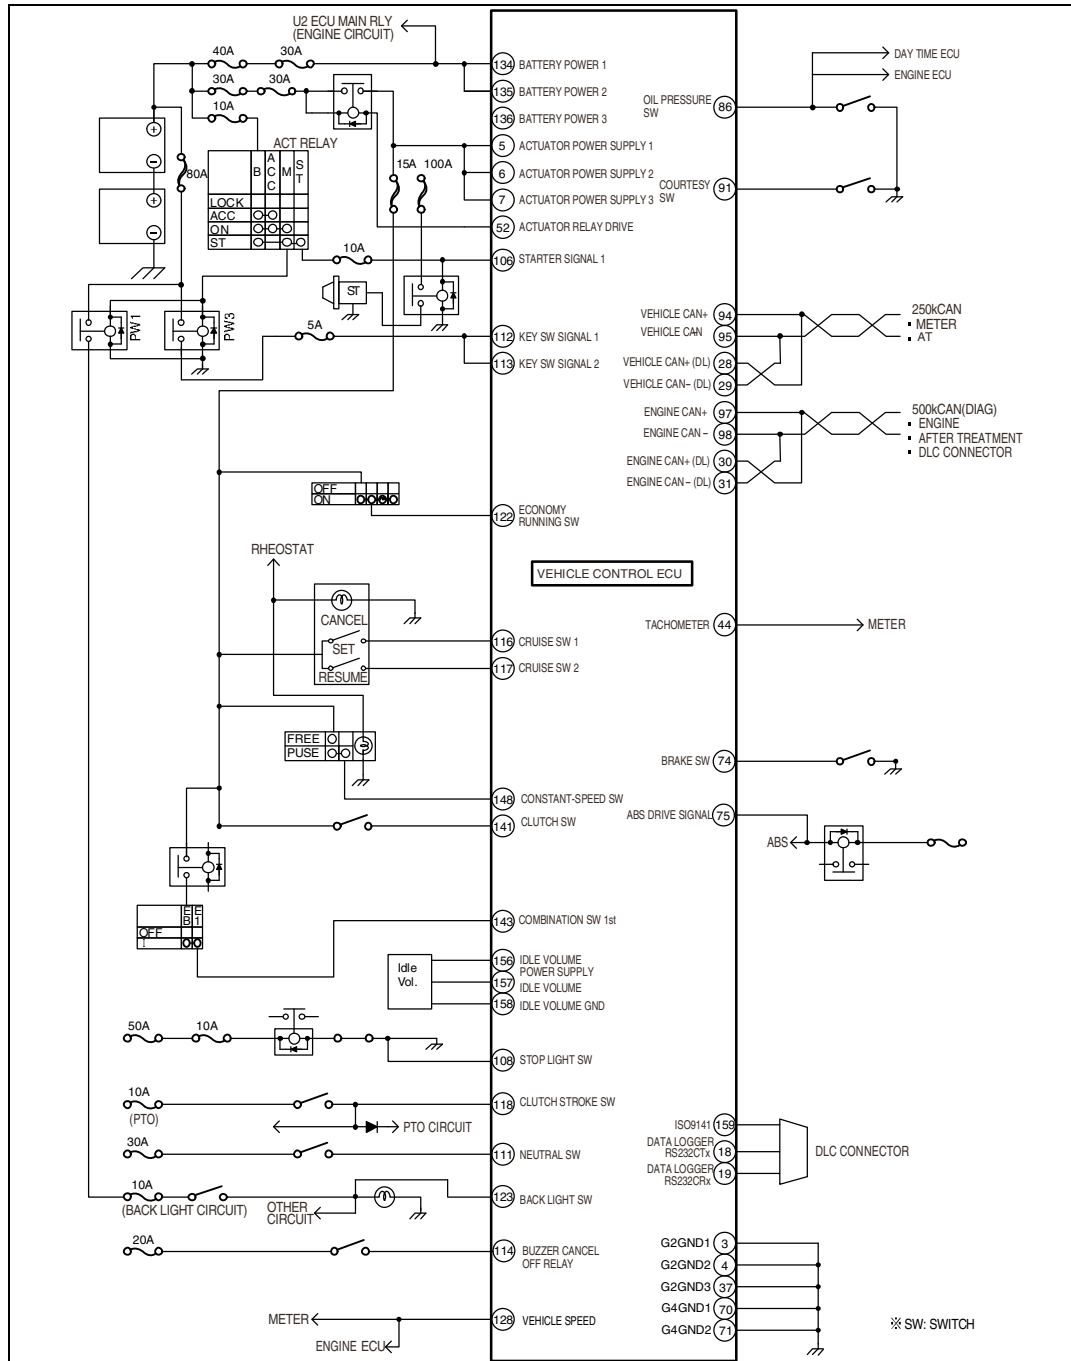 U2 ECU MAIN RLY
(ENGINE CIRCUIT)
40A
30A
30A
30A
10A
ACT RELAY
80A
B
ACC
M
ST
LOCK
ACC
ON
ST
15A
100A
10A
ST
PW1
PW3
5A
134 BATTERY POWER 1
135 BATTERY POWER 2
136 BATTERY POWER 3
5 ACTUATOR POWER SUPPLY 1
6 ACTUATOR POWER SUPPLY 2
7 ACTUATOR POWER SUPPLY 3
52 ACTUATOR RELAY DRIVE
106 STARTER SIGNAL 1
112 KEY SW SIGNAL 1
113 KEY SW SIGNAL 2
OFF
ON
122 ECONOMY
RUNNING SW
RHEOSTAT
CANCEL
SET
RESUME
116 CRUISE SW 1
117 CRUISE SW 2
FREE
PUSE
148 CONSTANT-SPEED SW
141 CLUTCH SW
EB
E1
OFF
I
143 COMBINATION SW 1st
Idle
Vol.
156 IDLE VOLUME
POWER SUPPLY
157 IDLE VOLUME
158 IDLE VOLUME GND
50A
10A
108 STOP LIGHT SW
10A
(PTO)
PTO CIRCUIT
118 CLUTCH STROKE SW
30A
111 NEUTRAL SW
10A
(BACK LIGHT CIRCUIT)
OTHER
CIRCUIT
123 BACK LIGHT SW
20A
114 BUZZER CANCEL
OFF RELAY
METER
ENGINE ECU
128 VEHICLE SPEED
VEHICLE CONTROL ECU
DAY TIME ECU
ENGINE ECU
OIL PRESSURE
SW 86
COURTESY
SW 91
VEHICLE CAN+ 94
VEHICLE CAN 95
VEHICLE CAN+ (DL) 28
VEHICLE CAN− (DL) 29
250kCAN
▪ METER
▪ AT
ENGINE CAN+ 97
ENGINE CAN − 98
ENGINE CAN+ (DL) 30
ENGINE CAN− (DL) 31
500kCAN(DIAG)
▪ ENGINE
▪ AFTER TREATMENT
▪ DLC CONNECTOR
TACHOMETER 44
METER
BRAKE SW 74
ABS DRIVE SIGNAL 75
ABS
ISO9141 159
DATA LOGGER
RS232CTx 18
DATA LOGGER
RS232CRx 19
DLC CONNECTOR
G2GND1 3
G2GND2 4
G2GND3 37
G4GND1 70
G4GND2 71
※ SW: SWITCH